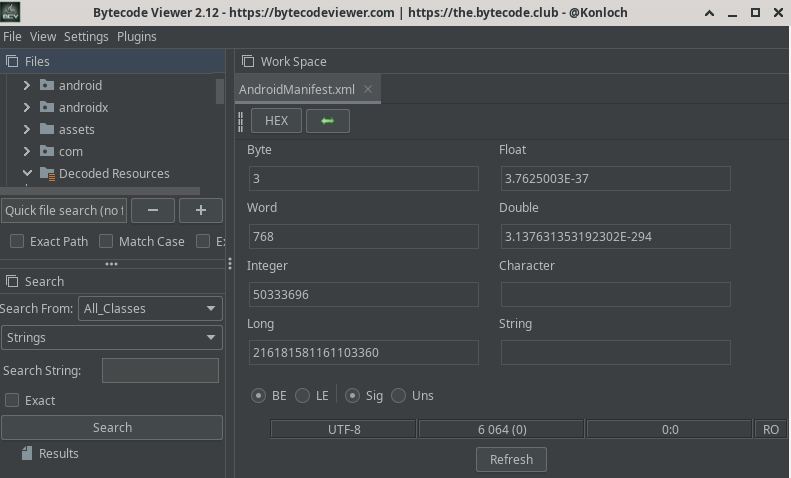 Bytecode Viewer 2.12 - https://bytecodeviewer.com | https://the.bytecode.club - @Konloch
File View Settings Plugins
Files
android
androidx
assets
com
Decoded Resources
Quick file search (no f
Exact Path Match Case Ex
Search
Search From: All_Classes
Strings
Search String:
Exact
Search
Results
Work Space
AndroidManifest.xml
HEX
Byte Float
3 3.7625003E-37
Word Double
768 3.137631353192302E-294
Integer Character
50333696
Long String
216181581161103360
BE LE Sig Uns
UTF-8 6 064 (0) 0:0 RO
Refresh